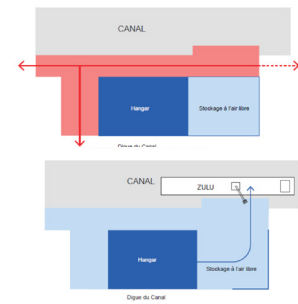 CANAL
Hangar
Stockage à l'air libre
Digue du Canal
CANAL
ZULU
Hangar
Stockage à l'air libre
Digue du Canal